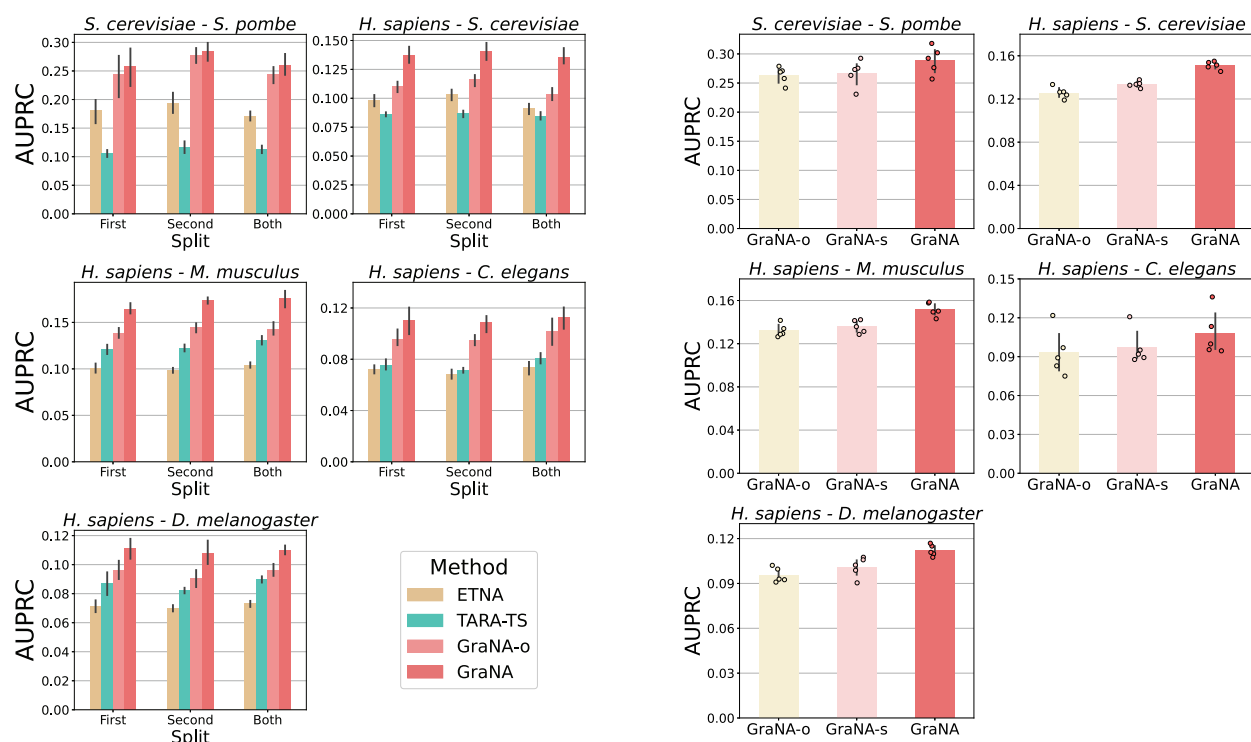 S. cerevisiae - S. pombe
AUPRC
0.30
0.25
0.20
0.15
0.10
0.05
0.00
First
Second
Both
Split
H. sapiens - S. cerevisiae
0.150
0.125
0.100
0.075
0.050
0.025
0.000
First
Second
Both
Split
H. sapiens - M. musculus
AUPRC
0.15
0.10
0.05
0.00
First
Second
Both
Split
H. sapiens - C. elegans
0.12
0.08
0.04
0.00
First
Second
Both
Split
H. sapiens - D. melanogaster
AUPRC
0.12
0.10
0.08
0.06
0.04
0.02
0.00
First
Second
Both
Split
Method
ETNA
TARA-TS
GraNA-o
GraNA
S. cerevisiae - S. pombe
AUPRC
0.30
0.25
0.20
0.15
0.10
0.05
0.00
GraNA-o
GraNA-s
GraNA
H. sapiens - S. cerevisiae
0.16
0.12
0.08
0.04
0.00
GraNA-o
GraNA-s
GraNA
H. sapiens - M. musculus
AUPRC
0.16
0.12
0.08
0.04
0.00
GraNA-o
GraNA-s
GraNA
H. sapiens - C. elegans
0.15
0.12
0.09
0.06
0.03
0.00
GraNA-o
GraNA-s
GraNA
H. sapiens - D. melanogaster
AUPRC
0.12
0.09
0.06
0.03
0.00
GraNA-o
GraNA-s
GraNA